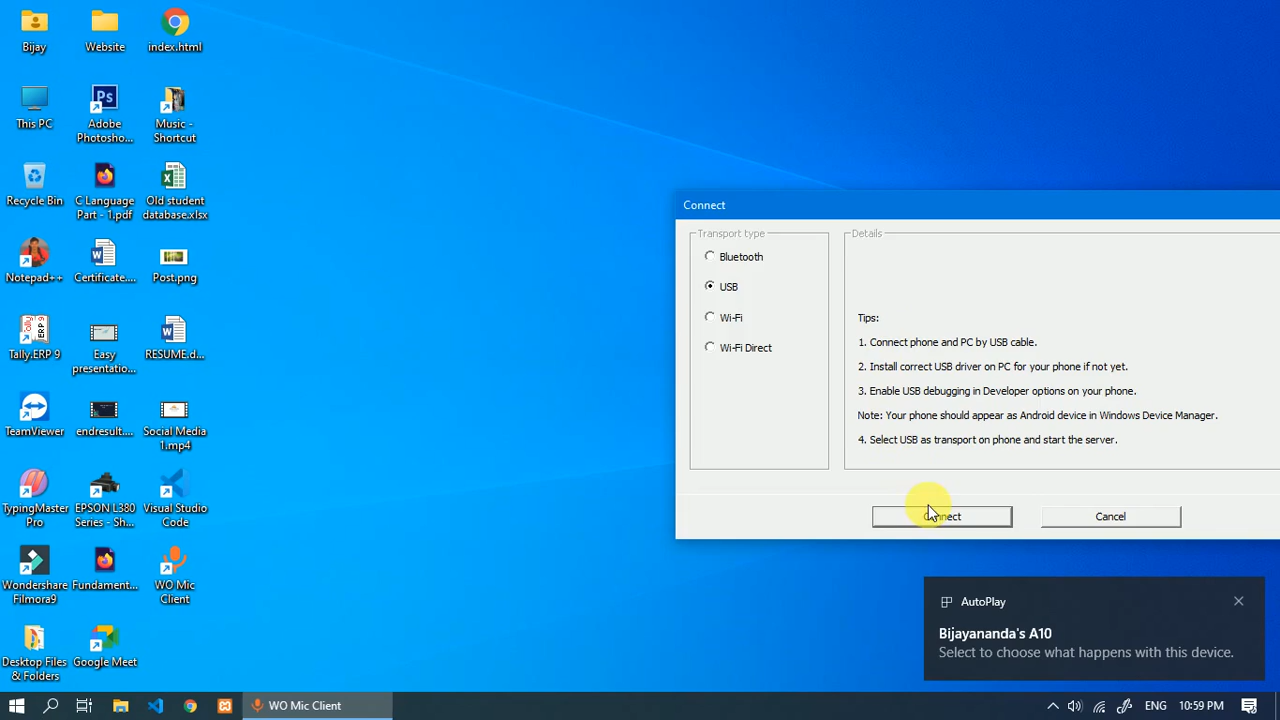 Bijay
Website
index.html
This PC
Adobe
Photosho...
Music -
Shortcut
Recycle Bin
C Language
Part - 1.pdf
Old student
database.xlsx
Notepad++
Certificate....
Post.png
Tally.ERP 9
Easy
presentatio...
RESUME.d...
TeamViewer
endresult....
Social Media
1.mp4
TypingMaster
Pro
EPSON L380
Series - Sh...
Visual Studio
Code
Wondershare
Filmora9
Fundament...
WO Mic
Client
Desktop Files
& Folders
Google Meet
Connect
Transport type
Bluetooth
USB
Wi-Fi
Wi-Fi Direct
Details
Tips:
1. Connect phone and PC by USB cable.
2. Install correct USB driver on PC for your phone if not yet.
3. Enable USB debugging in Developer options on your phone.
Note: Your phone should appear as Android device in Windows Device Manager.
4. Select USB as transport on phone and start the server.
Connect
Cancel
AutoPlay
Bijayananda's A10
Select to choose what happens with this device.
WO Mic Client
ENG
10:59 PM